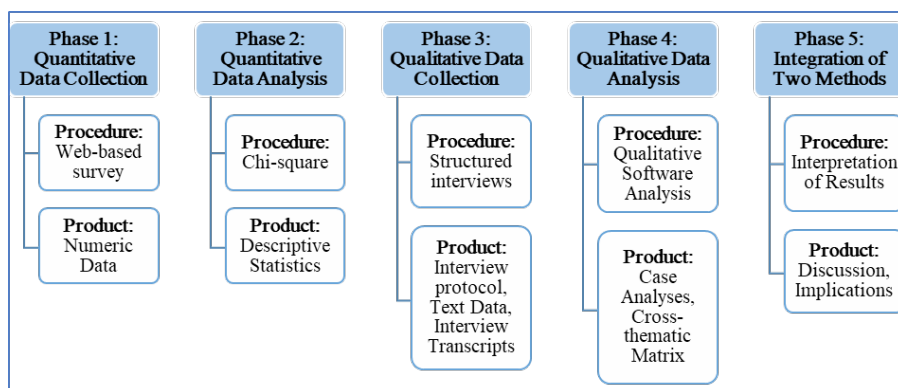 Phase 1:
Quantitative
Data Collection
Procedure:
Web-based
survey
Product:
Numeric
Data
Phase 2:
Quantitative
Data Analysis
Procedure:
Chi-square
Product:
Descriptive
Statistics
Phase 3:
Qualitative Data
Collection
Procedure:
Structured
interviews
Product:
Interview
protocol,
Text Data,
Interview
Transcripts
Phase 4:
Qualitative Data
Analysis
Procedure:
Qualitative
Software
Analysis
Product:
Case
Analyses,
Cross-
thematic
Matrix
Phase 5:
Integration of
Two Methods
Procedure:
Interpretation
of Results
Product:
Discussion,
Implications